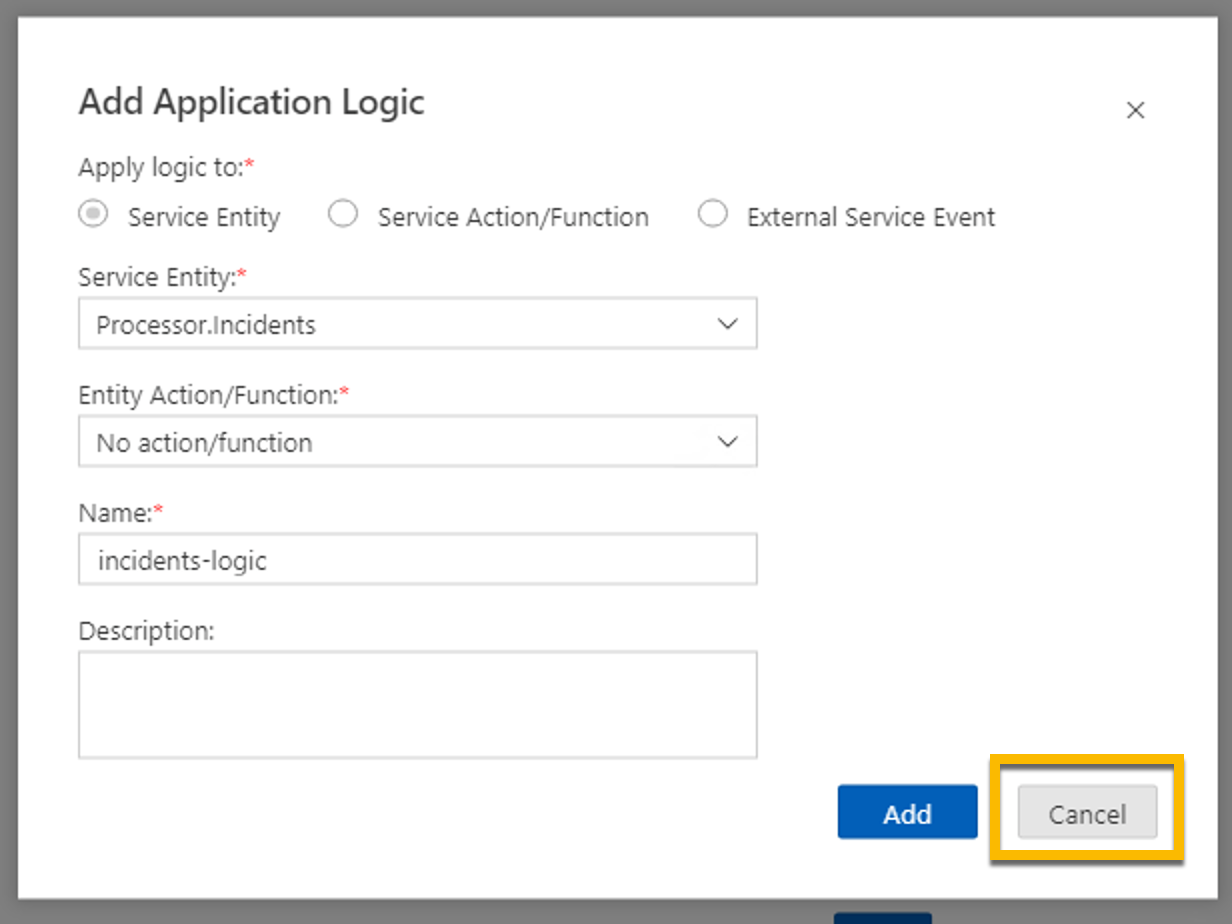 Add Application Logic
Apply logic to:*
Service Entity Service Action/Function External Service Event
Service Entity:*
Processor.Incidents
Entity Action/Function:*
No action/function
Name:*
incidents-logic
Description:
Add Cancel